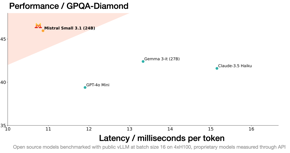 Performance / GPQA-Diamond
Mistral Small 3.1 (24B)
45
Gemma 3-it (27B)
Claude-3.5 Haiku
40
GPT-4o Mini
35
10 11 12 13 14 15 16
Latency / milliseconds per token
Open source models benchmarked with public vLLM at batch size 16 on 4xH100, proprietary models measured through API